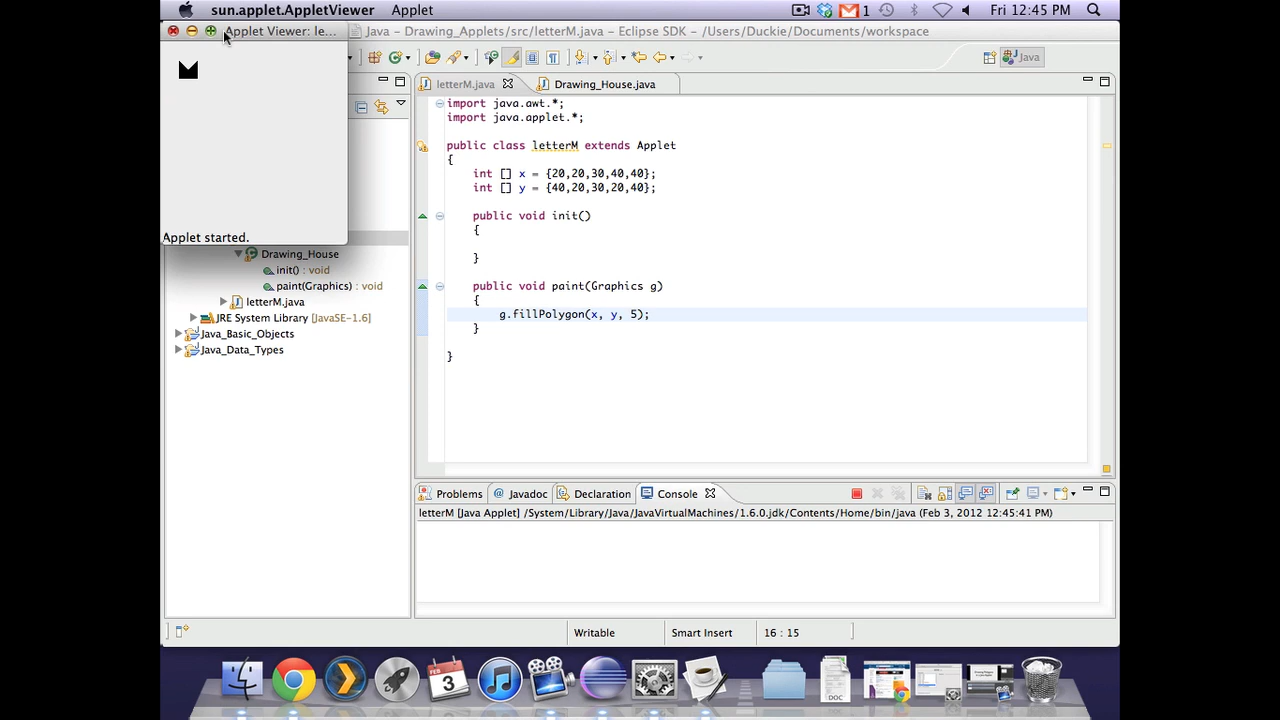 sun.applet.AppletViewer Applet
1 Fri 12:45 PM
Applet Viewer: le...
Java – Drawing_Applets/src/letterM.java – Eclipse SDK – /Users/Duckie/Documents/workspace
Java
letterM.java
Drawing_House.java
import java.awt.*;
import java.applet.*;
public class letterM extends Applet
{
int [] x = {20,20,30,40,40};
int [] y = {40,20,30,20,40};
public void init()
{
}
public void paint(Graphics g)
{
g.fillPolygon(x, y, 5);
}
}
Applet started.
Drawing_House
init() : void
paint(Graphics) : void
letterM.java
JRE System Library [JavaSE-1.6]
Java_Basic_Objects
Java_Data_Types
Problems
@ Javadoc
Declaration
Console
letterM [Java Applet] /System/Library/Java/JavaVirtualMachines/1.6.0.jdk/Contents/Home/bin/java (Feb 3, 2012 12:45:41 PM)
Writable
Smart Insert
16 : 15
FEB
3
DOC